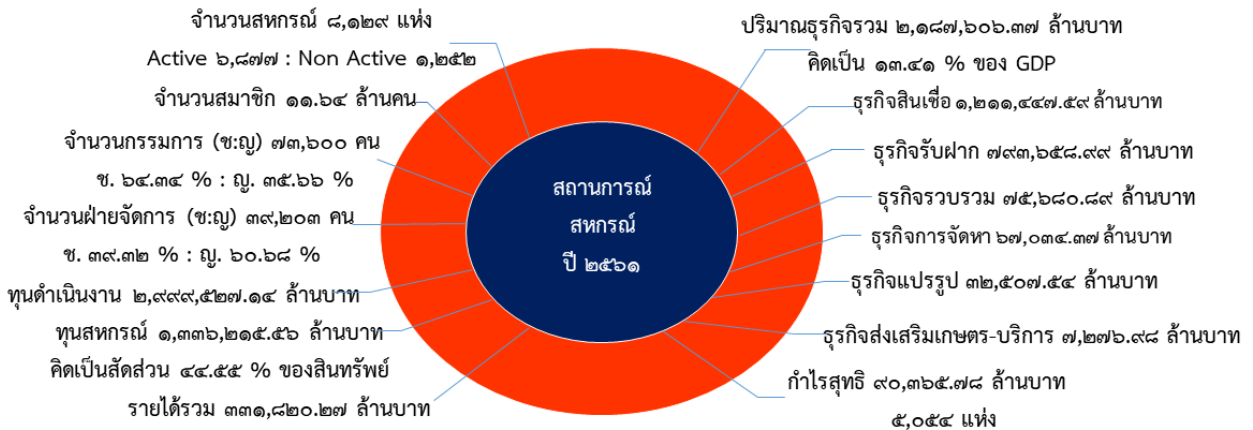 จำนวนสหกรณ์ ๘,๑๒๙ แห่ง
Active ๖,๘๗๗ : Non Active ๑,๒๕๒
จำนวนสมาชิก ๑๑.๖๔ ล้านคน
จำนวนกรรมการ (ช:ญ) ๗๓,๖๐๐ คน
ช. ๖๔.๓๔ % : ญ. ๓๕.๖๖ %
จำนวนฝ่ายจัดการ (ช:ญ) ๓๙,๒๐๓ คน
ช. ๓๙.๓๒ % : ญ. ๖๐.๖๘ %
ทุนดำเนินงาน ๒,๙๙๙,๕๒๗.๑๔ ล้านบาท
ทุนสหกรณ์ ๑,๓๓๖,๒๑๕.๕๖ ล้านบาท
คิดเป็นสัดส่วน ๔๔.๕๕ % ของสินทรัพย์
รายได้รวม ๓๓๑,๘๒๐.๒๗ ล้านบาท
สถานการณ์
สหกรณ์
ปี ๒๕๖๑
ปริมาณธุรกิจรวม ๒,๑๘๗,๖๐๖.๓๗ ล้านบาท
คิดเป็น ๑๓.๔๑ % ของ GDP
ธุรกิจสินเชื่อ ๑,๒๑๑,๔๔๗.๕๙ ล้านบาท
ธุรกิจรับฝาก ๗๙๓,๖๕๘.๙๙ ล้านบาท
ธุรกิจรวบรวม ๗๕,๖๘๐.๘๙ ล้านบาท
ธุรกิจการจัดหา ๖๗,๐๓๔.๓๗ ล้านบาท
ธุรกิจแปรรูป ๓๒,๕๐๗.๕๔ ล้านบาท
ธุรกิจส่งเสริมเกษตร-บริการ ๗,๒๗๖.๙๘ ล้านบาท
กำไรสุทธิ ๙๐,๓๖๕.๗๘ ล้านบาท
๕,๐๕๔ แห่ง